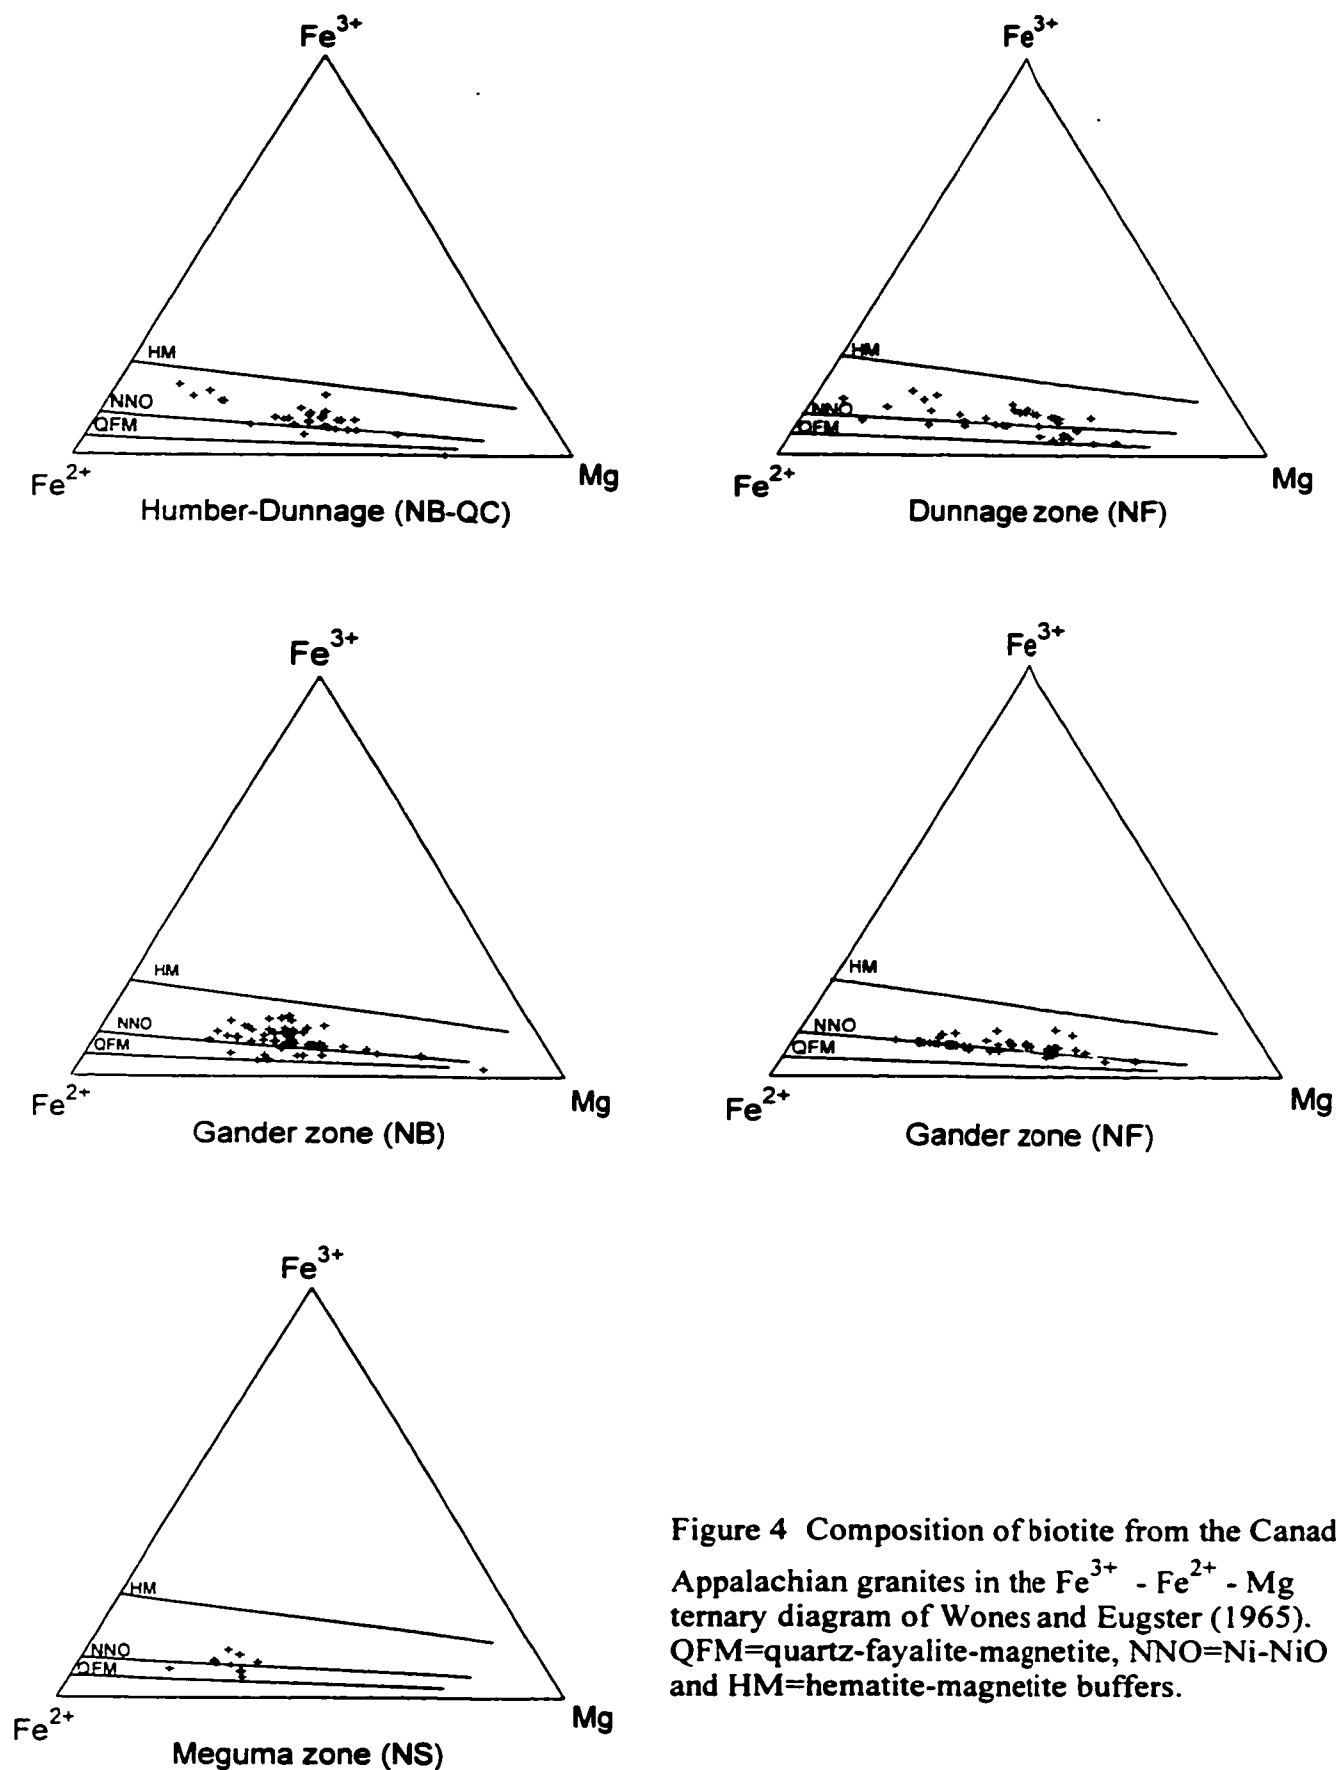 Fe3+
HM
NNO
QFM
Fe2+
Mg
Humber-Dunnage (NB-QC)
Fe3+
HM
NNO
QFM
Fe2+
Mg
Dunnage zone (NF)
Fe3+
HM
NNO
QFM
Fe2+
Mg
Gander zone (NB)
Fe3+
HM
NNO
QFM
Fe2+
Mg
Gander zone (NF)
Fe3+
HM
NNO
QFM
Fe2+
Mg
Meguma zone (NS)
Figure 4 Composition of biotite from the Canad
Appalachian granites in the Fe3+ - Fe2+ - Mg
ternary diagram of Wones and Eugster (1965).
QFM=quartz-fayalite-magnetite, NNO=Ni-NiO
and HM=hematite-magnetite buffers.